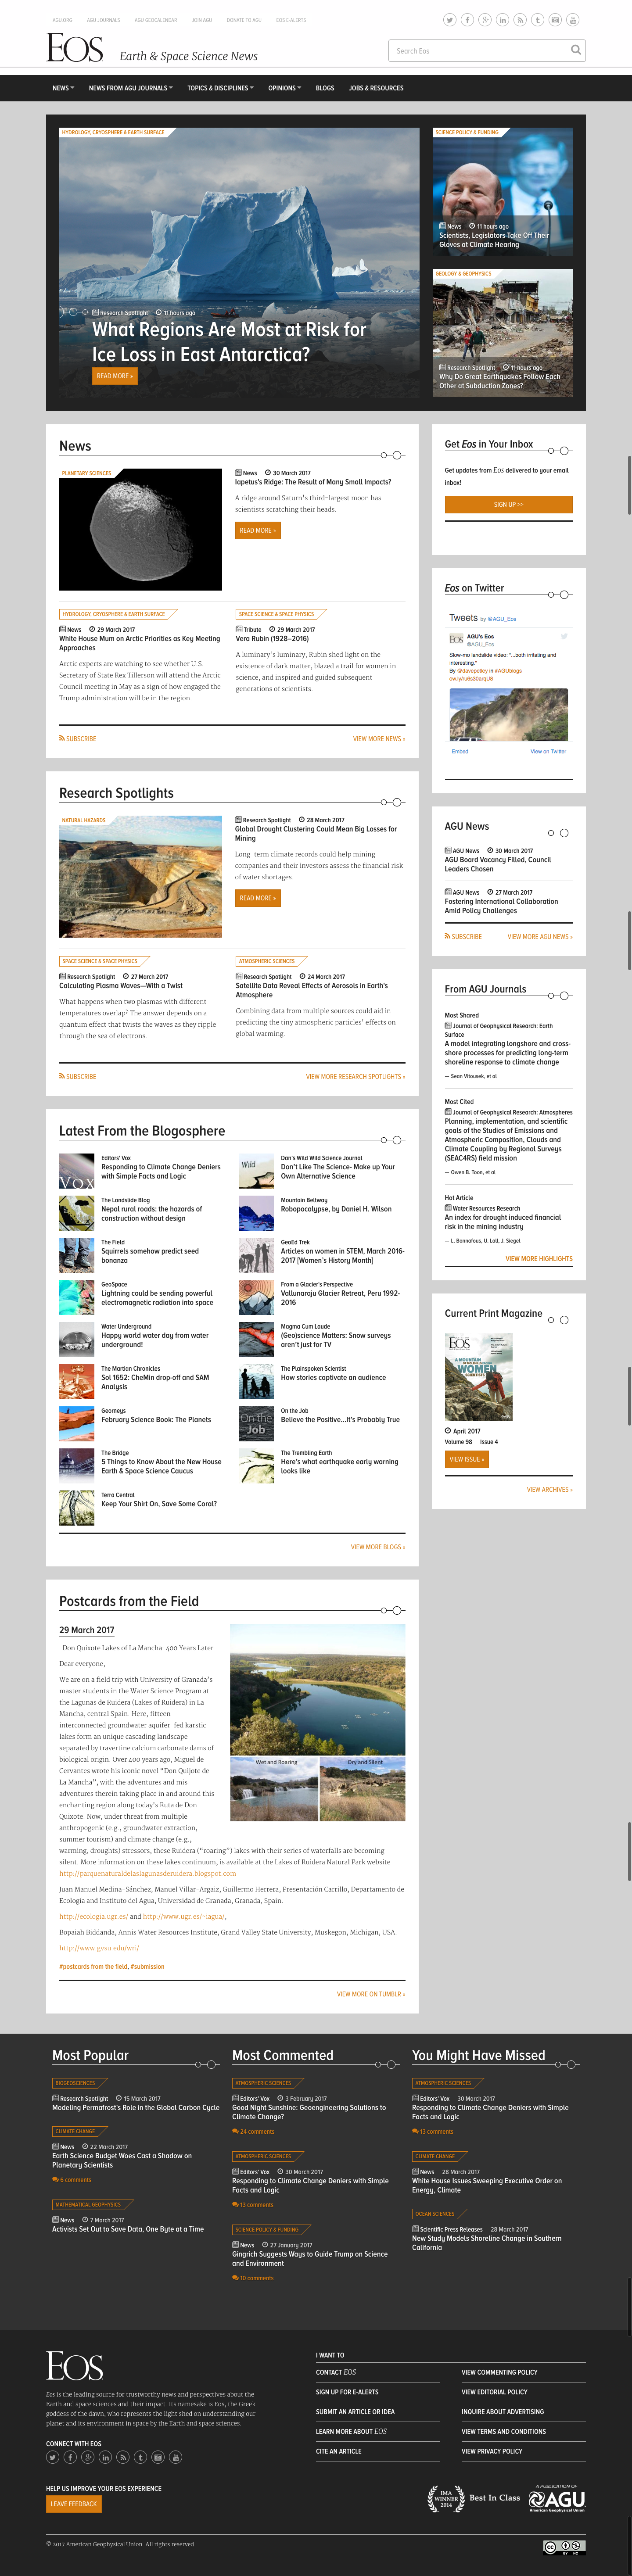 AGU.ORG AGU JOURNALS AGU GEOCALENDAR JOIN AGU DONATE TO AGU EOS E-ALERTS
Eos Earth & Space Science News
Search Eos
NEWS NEWS FROM AGU JOURNALS TOPICS & DISCIPLINES OPINIONS BLOGS JOBS & RESOURCES
HYDROLOGY, CRYOSPHERE & EARTH SURFACE
Research Spotlight 11 hours ago
What Regions Are Most at Risk for
Ice Loss in East Antarctica?
READ MORE »
SCIENCE POLICY & FUNDING
News 11 hours ago
Scientists, Legislators Take Off Their
Gloves at Climate Hearing
GEOLOGY & GEOPHYSICS
Research Spotlight 11 hours ago
Why Do Great Earthquakes Follow Each
Other at Subduction Zones?
News
PLANETARY SCIENCES
News 30 March 2017
Iapetus's Ridge: The Result of Many Small Impacts?
A ridge around Saturn's third-largest moon has
scientists scratching their heads.
READ MORE »
HYDROLOGY, CRYOSPHERE & EARTH SURFACE
News 29 March 2017
White House Mum on Arctic Priorities as Key Meeting
Approaches
Arctic experts are waiting to see whether U.S.
Secretary of State Rex Tillerson will attend the Arctic
Council meeting in May as a sign of how engaged the
Trump administration will be in the region.
SPACE SCIENCE & SPACE PHYSICS
Tribute 29 March 2017
Vera Rubin (1928–2016)
A luminary's luminary, Rubin shed light on the
existence of dark matter, blazed a trail for women in
science, and inspired and guided subsequent
generations of scientists.
SUBSCRIBE VIEW MORE NEWS »
Research Spotlights
NATURAL HAZARDS
Research Spotlight 28 March 2017
Global Drought Clustering Could Mean Big Losses for
Mining
Long-term climate records could help mining
companies and their investors assess the financial risk
of water shortages.
READ MORE »
SPACE SCIENCE & SPACE PHYSICS
Research Spotlight 27 March 2017
Calculating Plasma Waves—With a Twist
What happens when two plasmas with different
temperatures overlap? The answer depends on a
quantum effect that twists the waves as they ripple
through the sea of electrons.
ATMOSPHERIC SCIENCES
Research Spotlight 24 March 2017
Satellite Data Reveal Effects of Aerosols in Earth's
Atmosphere
Combining data from multiple sources could aid in
predicting the tiny atmospheric particles' effects on
global warming.
SUBSCRIBE VIEW MORE RESEARCH SPOTLIGHTS »
Latest From the Blogosphere
VOX
Editors' Vox
Responding to Climate Change Deniers
with Simple Facts and Logic
Wild
Dan's Wild Wild Science Journal
Don't Like The Science- Make up Your
Own Alternative Science
The Landslide Blog
Nepal rural roads: the hazards of
construction without design
Mountain Beltway
Robopocalypse, by Daniel H. Wilson
The Field
Squirrels somehow predict seed
bonanza
GeoEd Trek
Articles on women in STEM, March 2016-
2017 [Women's History Month]
GeoSpace
Lightning could be sending powerful
electromagnetic radiation into space
From a Glacier's Perspective
Vallunaraju Glacier Retreat, Peru 1992-
2016
Water Underground
Happy world water day from water
underground!
Magma Cum Laude
(Geo)science Matters: Snow surveys
aren't just for TV
The Martian Chronicles
Sol 1652: CheMin drop-off and SAM
Analysis
The Plainspoken Scientist
How stories captivate an audience
Georneys
February Science Book: The Planets
On the
Job
On the Job
Believe the Positive...It's Probably True
The Bridge
5 Things to Know About the New House
Earth & Space Science Caucus
The Trembling Earth
Here's what earthquake early warning
looks like
Terra Central
Keep Your Shirt On, Save Some Coral?
VIEW MORE BLOGS »
Postcards from the Field
29 March 2017
Don Quixote Lakes of La Mancha: 400 Years Later
Dear everyone,
We are on a field trip with University of Granada's
master students in the Water Science Program at
the Lagunas de Ruidera (Lakes of Ruidera) in La
Mancha, central Spain. Here, fifteen
interconnected groundwater aquifer-fed karstic
lakes form an unique cascading landscape
separated by travertine calcium carbonate dams of
biological origin. Over 400 years ago, Miguel de
Cervantes wrote his iconic novel "Don Quijote de
La Mancha", with the adventures and mis-
adventures therein taking place in and around this
enchanting region along today's Ruta de Don
Quixote. Now, under threat from multiple
anthropogenic (e.g., groundwater extraction,
summer tourism) and climate change (e.g.,
warming, droughts) stressors, these Ruidera ("roaring") lakes with their series of waterfalls are becoming
silent. More information on these lakes continuum, is available at the Lakes of Ruidera Natural Park website
http://parquenaturaldelaslagunasderuidera.blogspot.com
Wet and Roaring Dry and Silent
Juan Manuel Medina-Sánchez, Manuel Villar-Argaiz, Guillermo Herrera, Presentación Carrillo, Departamento de
Ecología and Instituto del Agua, Universidad de Granada, Granada, Spain.
http://ecologia.ugr.es/ and http://www.ugr.es/~iagua/,
Bopaiah Biddanda, Annis Water Resources Institute, Grand Valley State University, Muskegon, Michigan, USA.
http://www.gvsu.edu/wri/
#postcards from the field, #submission
VIEW MORE ON TUMBLR »
Get Eos in Your Inbox
Get updates from Eos delivered to your email
inbox!
SIGN UP >>
Eos on Twitter
Tweets by @AGU_Eos
AGU's Eos
@AGU_Eos
Slow-mo landslide video: "...both irritating and
interesting."
By @davepetley in #AGUblogs
ow.ly/ru8s30arqU8
Embed View on Twitter
AGU News
AGU News 30 March 2017
AGU Board Vacancy Filled, Council
Leaders Chosen
AGU News 27 March 2017
Fostering International Collaboration
Amid Policy Challenges
SUBSCRIBE VIEW MORE AGU NEWS »
From AGU Journals
Most Shared
Journal of Geophysical Research: Earth
Surface
A model integrating longshore and cross-
shore processes for predicting long-term
shoreline response to climate change
— Sean Vitousek, et al
Most Cited
Journal of Geophysical Research: Atmospheres
Planning, implementation, and scientific
goals of the Studies of Emissions and
Atmospheric Composition, Clouds and
Climate Coupling by Regional Surveys
(SEAC4RS) field mission
— Owen B. Toon, et al
Hot Article
Water Resources Research
An index for drought induced financial
risk in the mining industry
— L. Bonnafous, U. Lall, J. Siegel
VIEW MORE HIGHLIGHTS
Current Print Magazine
EOS
A MOUNTAIN
WOMEN
SCIENTISTS
April 2017
Volume 98 Issue 4
VIEW ISSUE »
VIEW ARCHIVES »
Most Popular
BIOGEOSCIENCES
Research Spotlight 15 March 2017
Modeling Permafrost's Role in the Global Carbon Cycle
CLIMATE CHANGE
News 22 March 2017
Earth Science Budget Woes Cast a Shadow on
Planetary Scientists
6 comments
MATHEMATICAL GEOPHYSICS
News 7 March 2017
Activists Set Out to Save Data, One Byte at a Time
Most Commented
ATMOSPHERIC SCIENCES
Editors' Vox 3 February 2017
Good Night Sunshine: Geoengineering Solutions to
Climate Change?
24 comments
ATMOSPHERIC SCIENCES
Editors' Vox 30 March 2017
Responding to Climate Change Deniers with Simple
Facts and Logic
13 comments
SCIENCE POLICY & FUNDING
News 27 January 2017
Gingrich Suggests Ways to Guide Trump on Science
and Environment
10 comments
You Might Have Missed
ATMOSPHERIC SCIENCES
Editors' Vox 30 March 2017
Responding to Climate Change Deniers with Simple
Facts and Logic
13 comments
CLIMATE CHANGE
News 28 March 2017
White House Issues Sweeping Executive Order on
Energy, Climate
OCEAN SCIENCES
Scientific Press Releases 28 March 2017
New Study Models Shoreline Change in Southern
California
Eos
Eos is the leading source for trustworthy news and perspectives about the
Earth and space sciences and their impact. Its namesake is Eos, the Greek
goddess of the dawn, who represents the light shed on understanding our
planet and its environment in space by the Earth and space sciences.
CONNECT WITH EOS
HELP US IMPROVE YOUR EOS EXPERIENCE
LEAVE FEEDBACK
I WANT TO
CONTACT EOS VIEW COMMENTING POLICY
SIGN UP FOR E-ALERTS VIEW EDITORIAL POLICY
SUBMIT AN ARTICLE OR IDEA INQUIRE ABOUT ADVERTISING
LEARN MORE ABOUT EOS VIEW TERMS AND CONDITIONS
CITE AN ARTICLE VIEW PRIVACY POLICY
IMA
WINNER
2014
Best In Class
A PUBLICATION OF
AGU
American Geophysical Union
© 2017 American Geophysical Union. All rights reserved.
CC BY NC